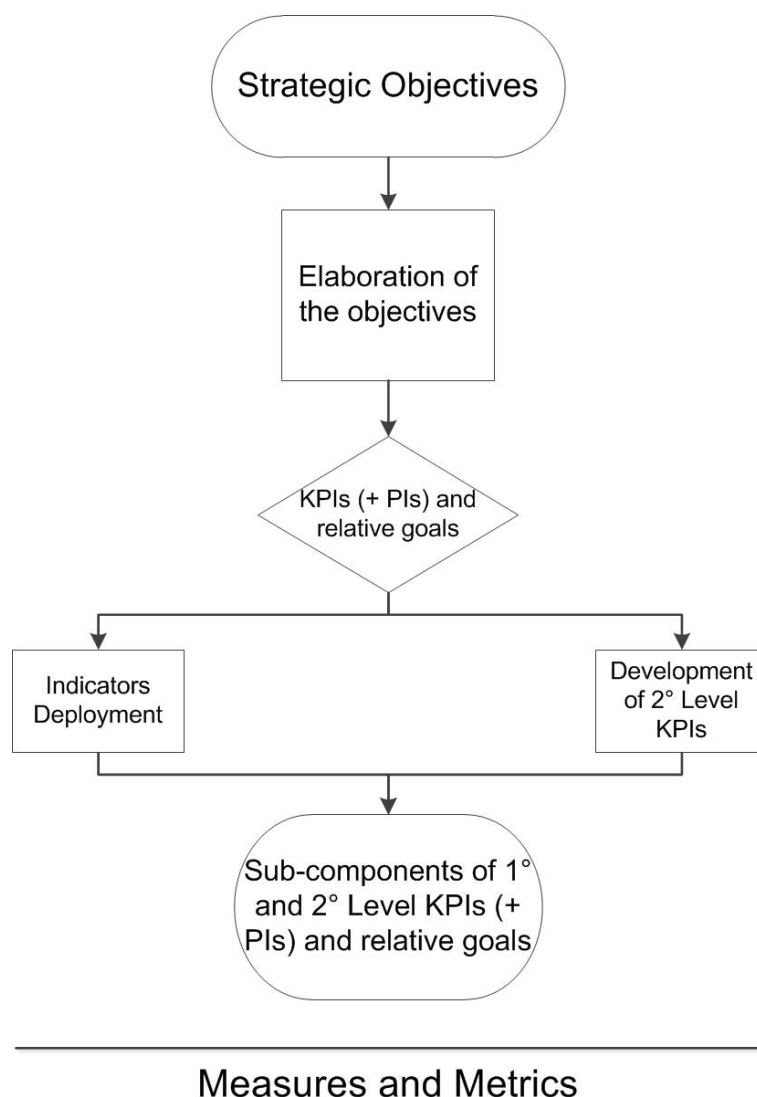 Strategic Objectives
Elaboration of
the objectives
KPIs (+ PIs) and
relative goals
Indicators
Deployment
Development
of 2° Level
KPIs
Sub-components of 1°
and 2° Level KPIs (+
PIs) and relative goals
Measures and Metrics